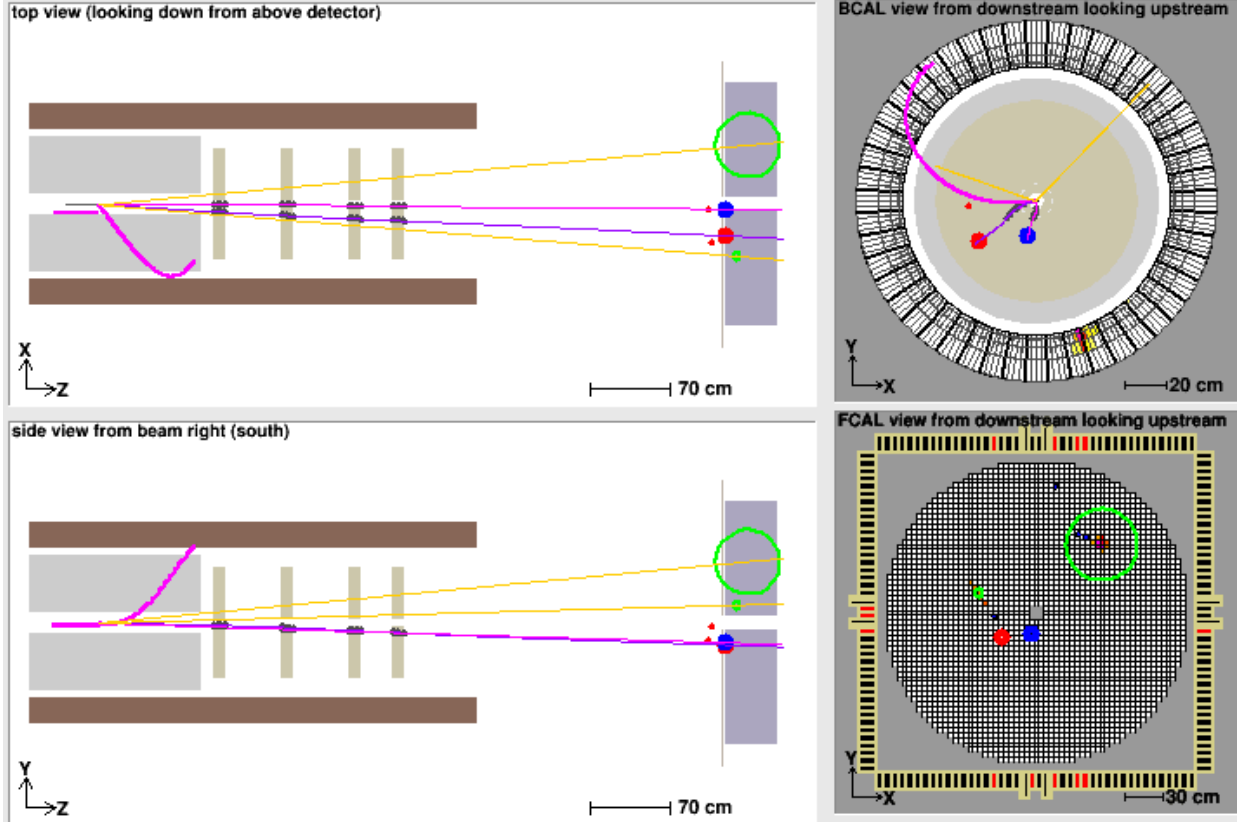 top view (looking down from above detector)
X
Z
70 cm
BCAL view from downstream looking upstream
Y
X
20 cm
side view from beam right (south)
Y
Z
70 cm
FCAL view from downstream looking upstream
Y
X
30 cm